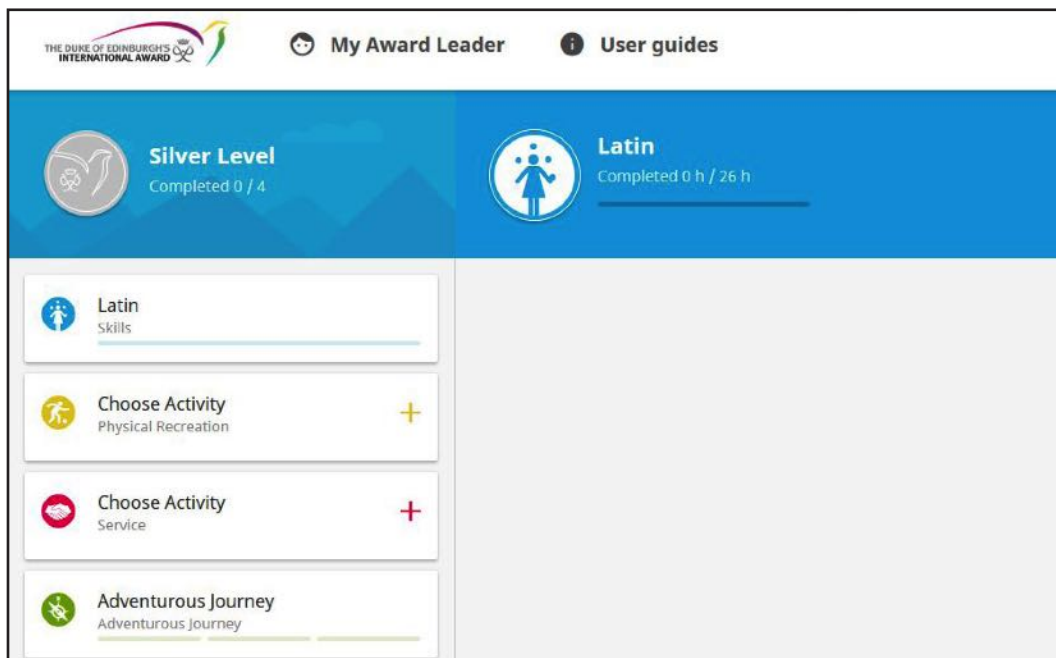 THE DUKE OF EDINBURGH'S
INTERNATIONAL AWARD
My Award Leader
User guides
Silver Level
Completed 0 / 4
Latin
Completed 0 h / 26 h
Latin
Skills
Choose Activity
Physical Recreation
Choose Activity
Service
Adventurous Journey
Adventurous Journey